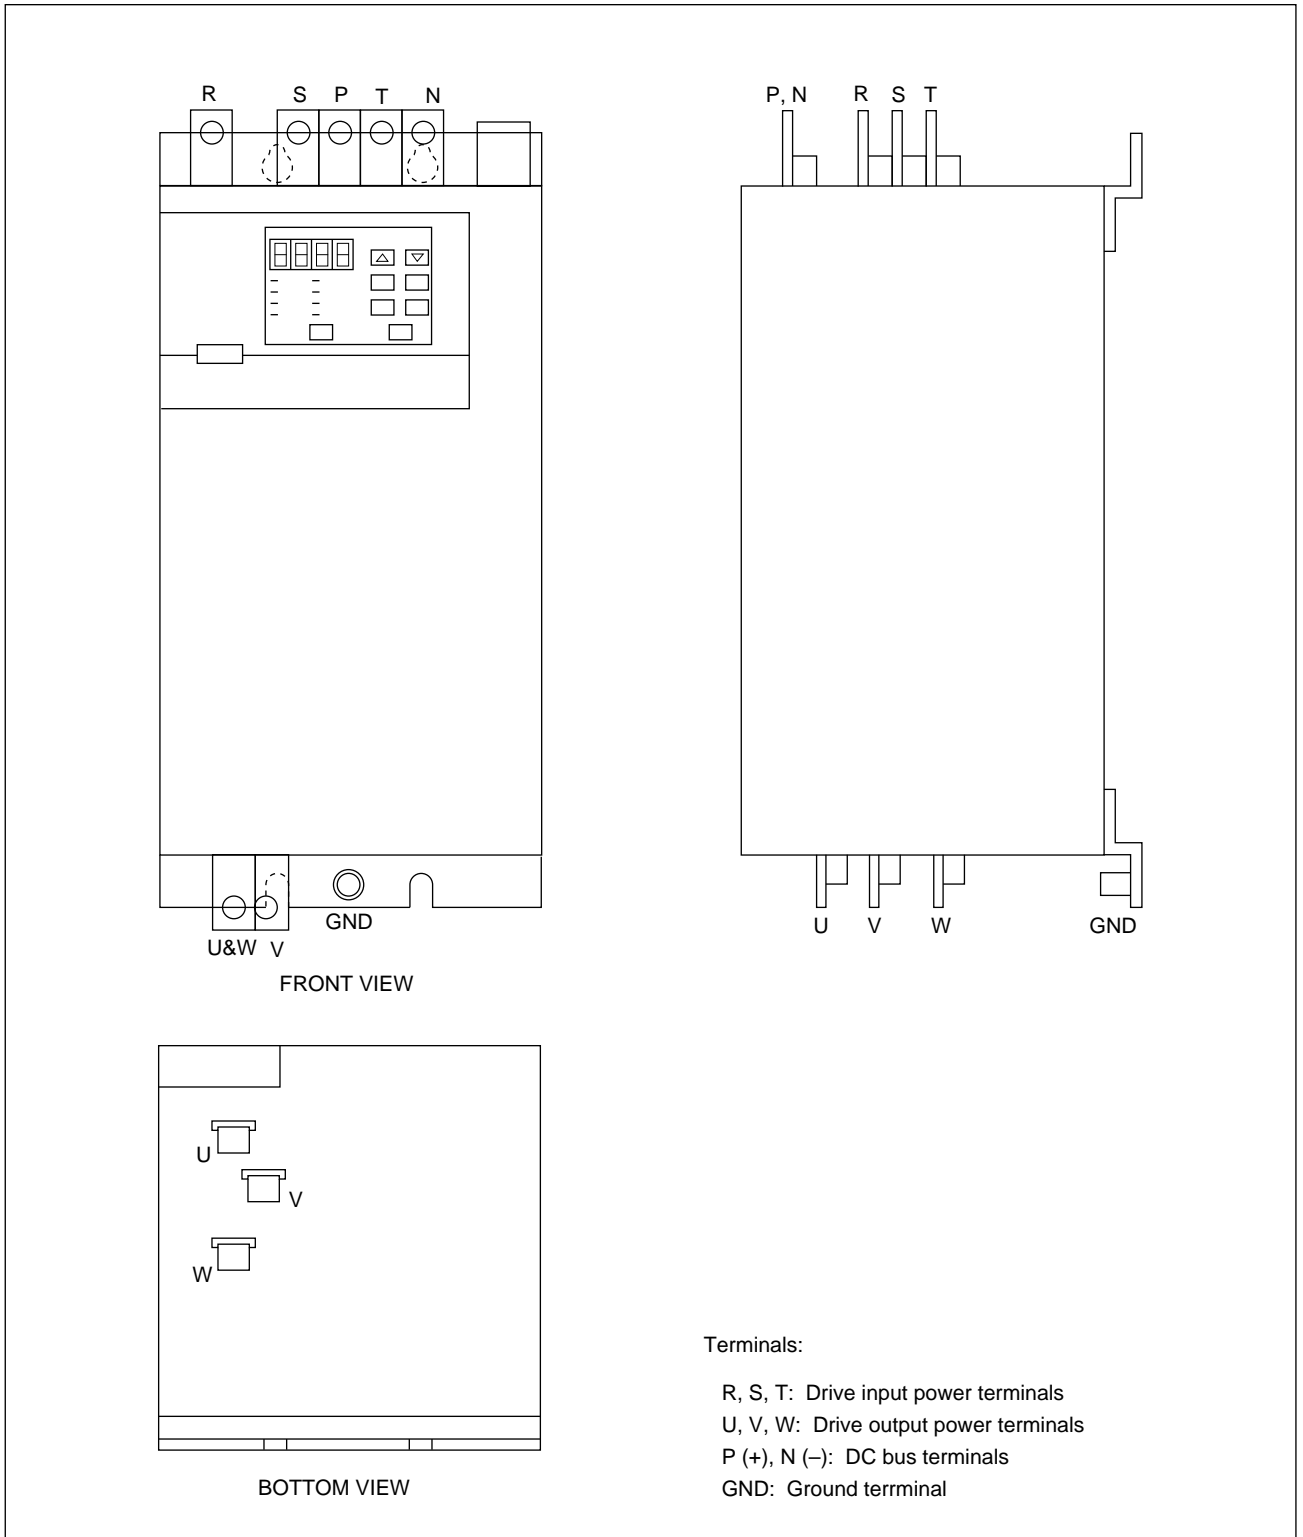 R S P T N
P, N R S T
GND
U&W V
U V W GND
FRONT VIEW
U
V
W
BOTTOM VIEW
Terminals:
R, S, T: Drive input power terminals
U, V, W: Drive output power terminals
P (+), N (–): DC bus terminals
GND: Ground terrminal